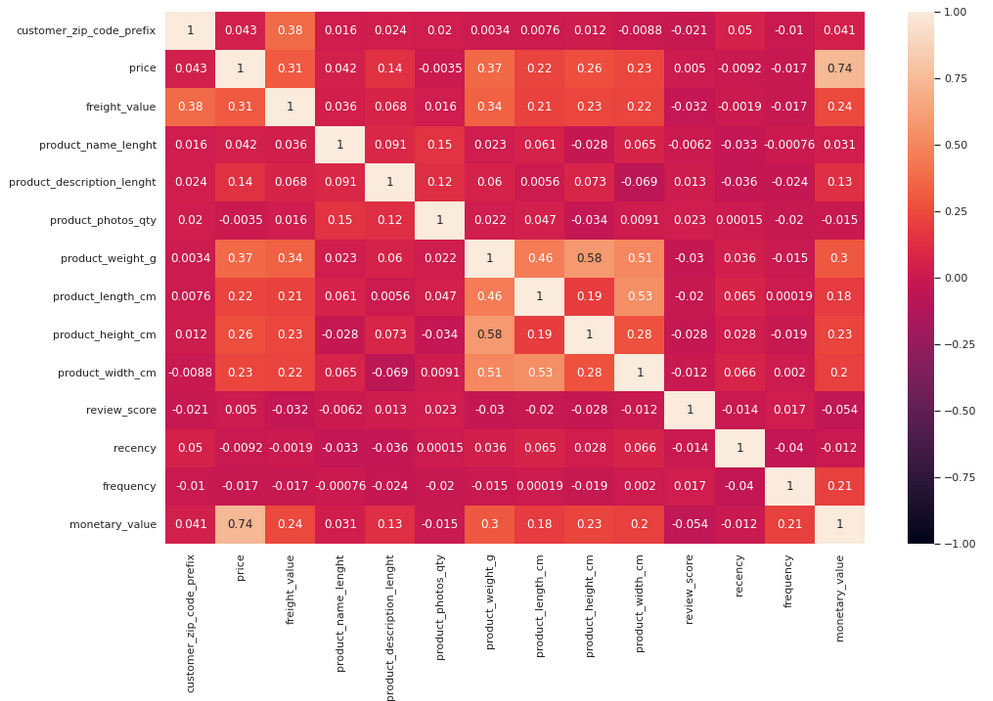 customer_zip_code_prefix 1 0.043 0.38 0.016 0.024 0.02 0.0034 0.0076 0.012 -0.0088 -0.021 0.05 -0.01 0.041
price 0.043 1 0.31 0.042 0.14 -0.0035 0.37 0.22 0.26 0.23 0.005 -0.0092 -0.017 0.74
freight_value 0.38 0.31 1 0.036 0.068 0.016 0.34 0.21 0.23 0.22 -0.032 -0.0019 -0.017 0.24
product_name_lenght 0.016 0.042 0.036 1 0.091 0.15 0.023 0.061 -0.028 0.065 -0.0062 -0.033 -0.00076 0.031
product_description_lenght 0.024 0.14 0.068 0.091 1 0.12 0.06 0.0056 0.073 -0.069 0.013 -0.036 -0.024 0.13
product_photos_qty 0.02 -0.0035 0.016 0.15 0.12 1 0.022 0.047 -0.034 0.0091 0.023 0.00015 -0.02 -0.015
product_weight_g 0.0034 0.37 0.34 0.023 0.06 0.022 1 0.46 0.58 0.51 -0.03 0.036 -0.015 0.3
product_length_cm 0.0076 0.22 0.21 0.061 0.0056 0.047 0.46 1 0.19 0.53 -0.02 0.065 0.00019 0.18
product_height_cm 0.012 0.26 0.23 -0.028 0.073 -0.034 0.58 0.19 1 0.28 -0.028 0.028 -0.019 0.23
product_width_cm -0.0088 0.23 0.22 0.065 -0.069 0.0091 0.51 0.53 0.28 1 -0.012 0.066 0.002 0.2
review_score -0.021 0.005 -0.032 -0.0062 0.013 0.023 -0.03 -0.02 -0.028 -0.012 1 -0.014 0.017 -0.054
recency 0.05 -0.0092 -0.0019 -0.033 -0.036 0.00015 0.036 0.065 0.028 0.066 -0.014 1 -0.04 -0.012
frequency -0.01 -0.017 -0.017 -0.00076 -0.024 -0.02 -0.015 0.00019 -0.019 0.002 0.017 -0.04 1 0.21
monetary_value 0.041 0.74 0.24 0.031 0.13 -0.015 0.3 0.18 0.23 0.2 -0.054 -0.012 0.21 1
customer_zip_code_prefix
price
freight_value
product_name_lenght
product_description_lenght
product_photos_qty
product_weight_g
product_length_cm
product_height_cm
product_width_cm
review_score
recency
frequency
monetary_value
1.00
0.75
0.50
0.25
0.00
−0.25
−0.50
−0.75
−1.00